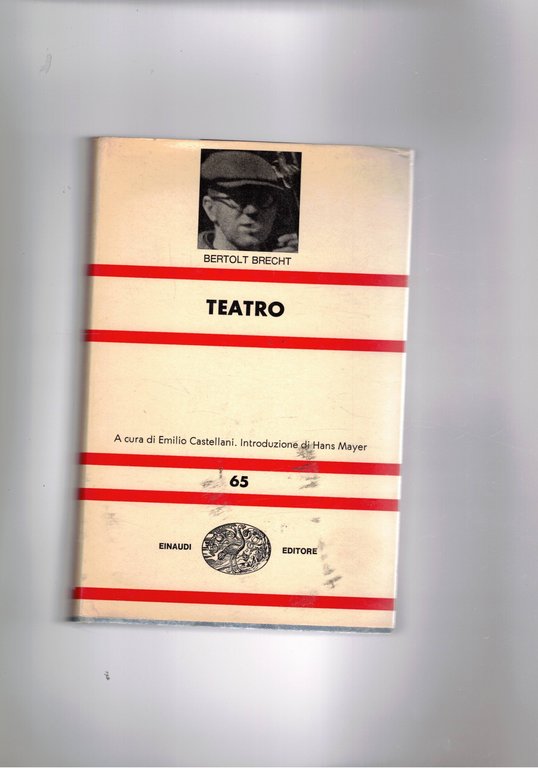 BERTOLT BRECHT
TEATRO
A cura di Emilio Castellani. Introduzione di Hans Mayer
65
EINAUDI EDITORE